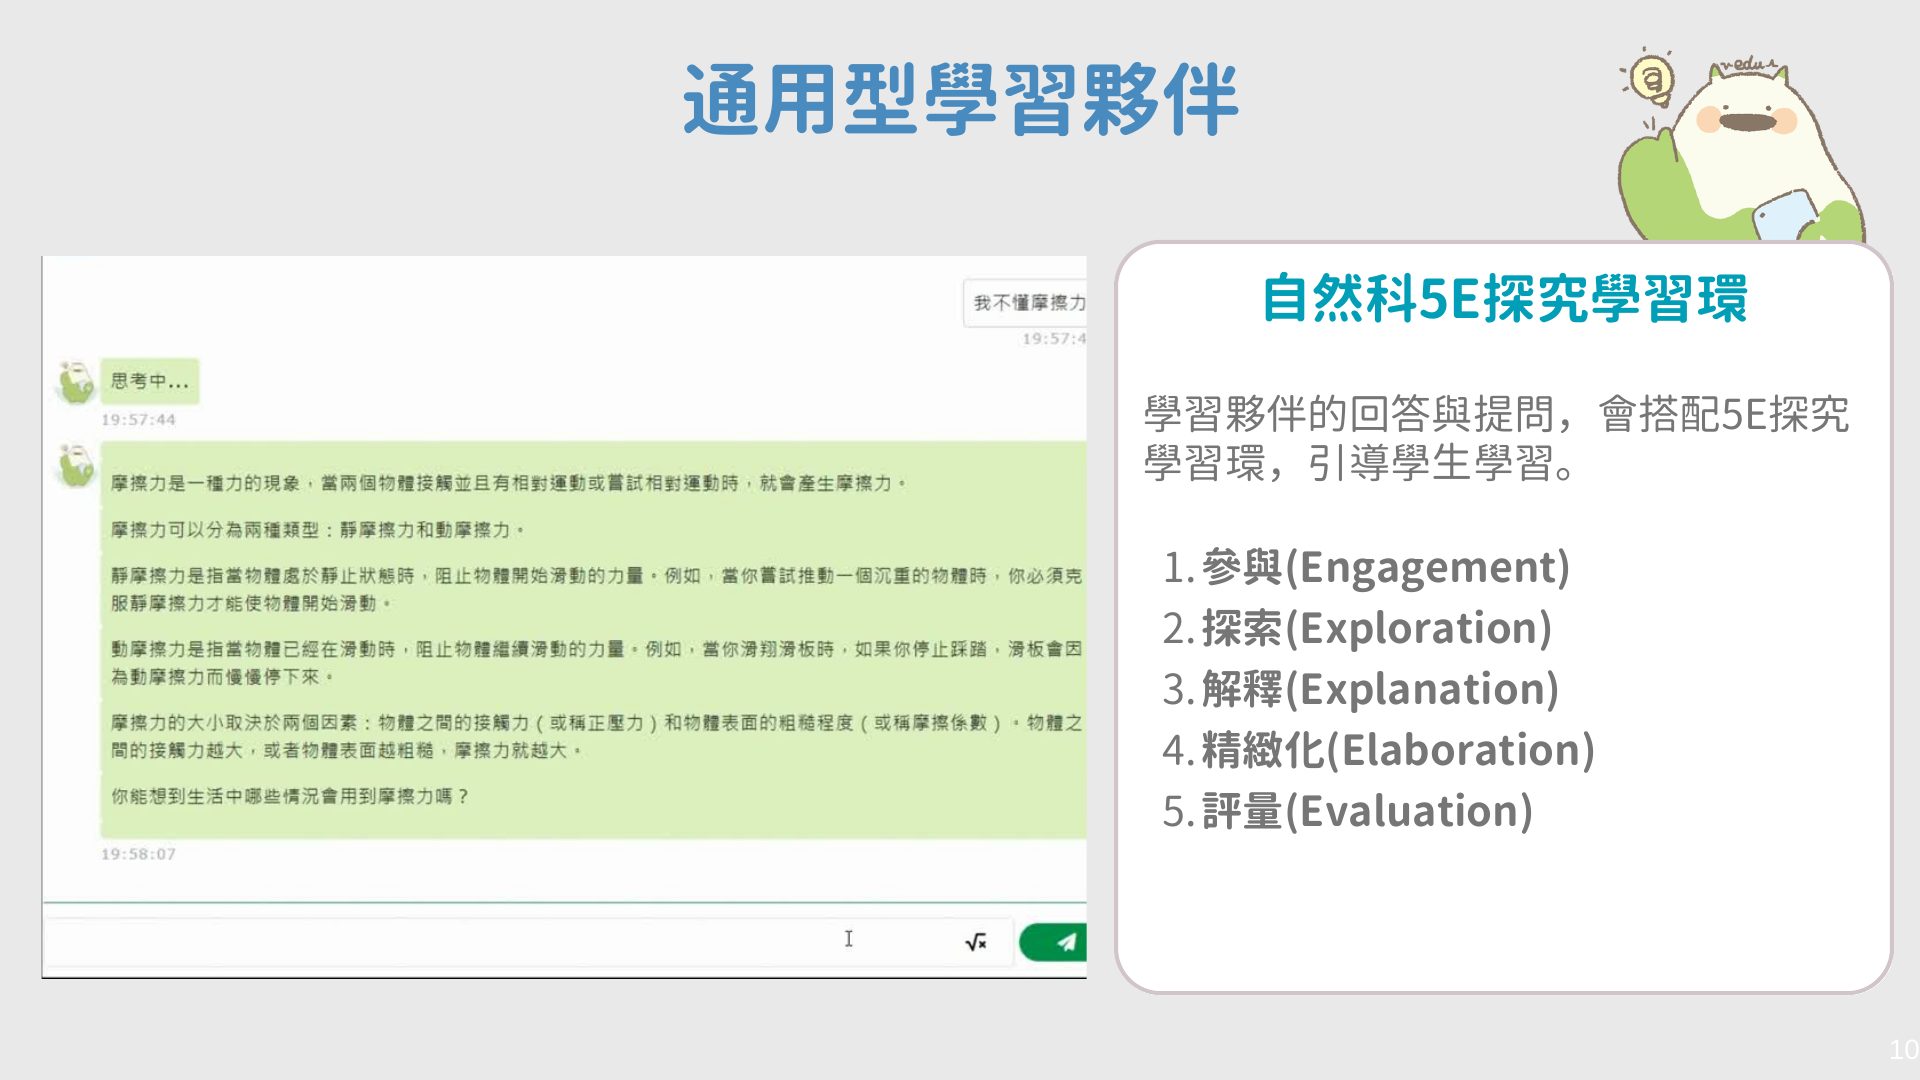 通用型學習夥伴
vedu
我不懂摩擦力
19:57:4
思考中...
19:57:44
摩擦力是一種力的現象，當兩個物體接觸並且有相對運動或嘗試相對運動時，就會產生摩擦力。
摩擦力可以分為兩種類型：靜摩擦力和動摩擦力。
靜摩擦力是指當物體處於靜止狀態時，阻止物體開始滑動的力量。例如，當你嘗試推動一個沉重的物體時，你必須克
服靜摩擦力才能使物體開始滑動。
動摩擦力是指當物體已經在滑動時，阻止物體繼續滑動的力量。例如，當你滑翔滑板時，如果你停止踩踏，滑板會因
為動摩擦力而慢慢停下來。
摩擦力的大小取決於兩個因素：物體之間的接觸力（或稱正壓力）和物體表面的粗糙程度（或稱摩擦係數）。物體之
間的接觸力越大，或者物體表面越粗糙，摩擦力就越大。
你能想到生活中哪些情況會用到摩擦力嗎？
19:58:07
√x
自然科5E探究學習環
學習夥伴的回答與提問，會搭配5E探究
學習環，引導學生學習。
1. 參與(Engagement)
2. 探索(Exploration)
3. 解釋(Explanation)
4. 精緻化(Elaboration)
5. 評量(Evaluation)
10